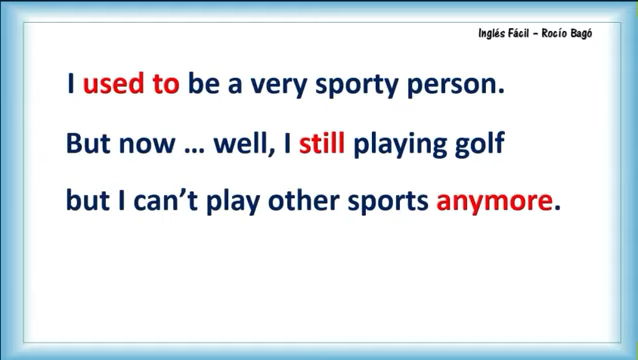 Inglés Fácil – Rocío Bagó
I used to be a very sporty person.
But now ... well, I still playing golf
but I can't play other sports anymore.